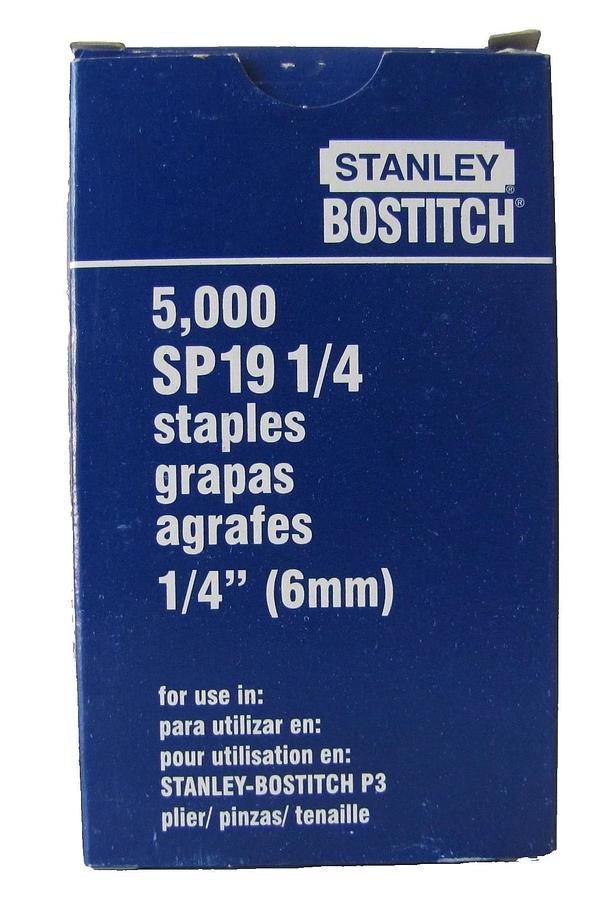 STANLEY®
BOSTITCH®
5,000
SP19 1/4
staples
grapas
agrafes
1/4” (6mm)
for use in:
para utilizar en:
pour utilisation en:
STANLEY-BOSTITCH P3
plier/ pinzas/ tenaille